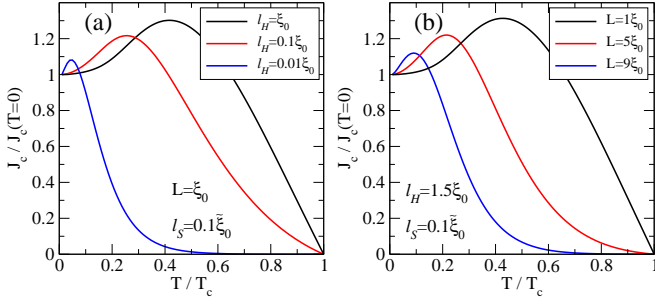 (a)
l_H=ξ_0
l_H=0.1ξ_0
l_H=0.01ξ_0
L=ξ_0
l_S=0.1ξ̃_0
J_c / J_c(T=0)
1.2
1
0.8
0.6
0.4
0.2
0
0 0.2 0.4 0.6 0.8 1
T / T_c
(b)
L=1ξ_0
L=5ξ_0
L=9ξ_0
l_H=1.5ξ_0
l_S=0.1ξ̃_0
J_c / J_c(T=0)
1.2
1
0.8
0.6
0.4
0.2
0
0 0.2 0.4 0.6 0.8 1
T / T_c